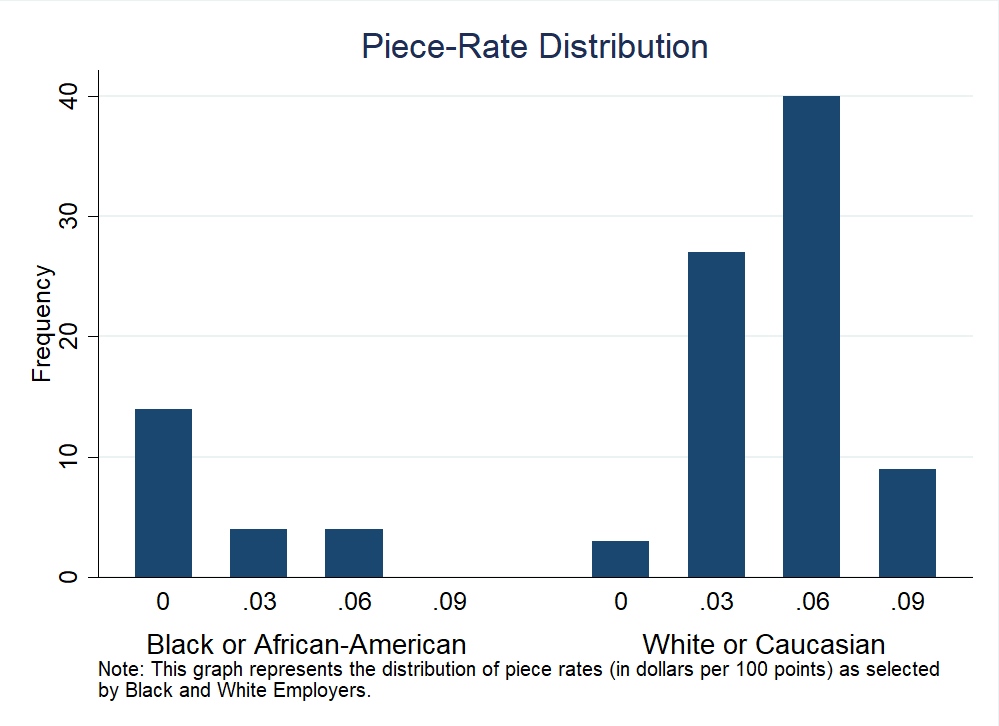 Piece-Rate Distribution
Frequency
40
30
20
10
0
0 .03 .06 .09 0 .03 .06 .09
Black or African-American White or Caucasian
Note: This graph represents the distribution of piece rates (in dollars per 100 points) as selected
by Black and White Employers.